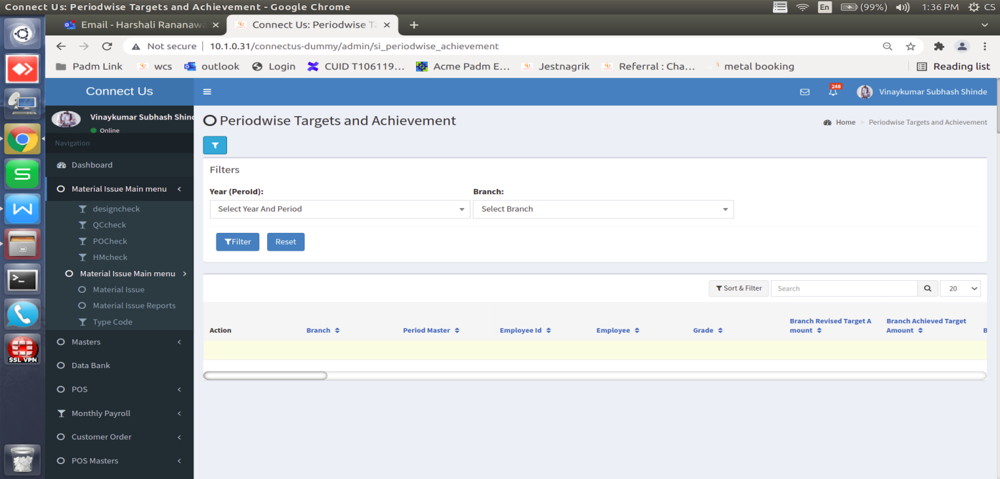 Connect Us: Periodwise Targets and Achievement - Google Chrome
En (99%) 1:36 PM CS
Email - Harshali Rananaw
Connect Us: Periodwise T
Not secure 10.1.0.31/connectus-dummy/admin/si_periodwise_achievement
Padm Link wcs outlook Login CUID T106119... Acme Padm E... Jestnagrik Referral : Cha... metal booking Reading list
Connect Us
248
Vinaykumar Subhash Shinde
Vinaykumar Subhash Shind
Online
Navigation
Dashboard
Material Issue Main menu
designcheck
QCcheck
POCheck
HMcheck
Material Issue Main menu
Material Issue
Material Issue Reports
Type Code
Masters
Data Bank
POS
Monthly Payroll
Customer Order
POS Masters
SSL VPN
Periodwise Targets and Achievement
Home > Periodwise Targets and Achievement
Filters
Year (Peroid):
Select Year And Period
Branch:
Select Branch
Filter
Reset
Sort & Filter
Search
20
Action
Branch
Period Master
Employee Id
Employee
Grade
Branch Revised Target A
mount
Branch Achieved Target
Amount
B